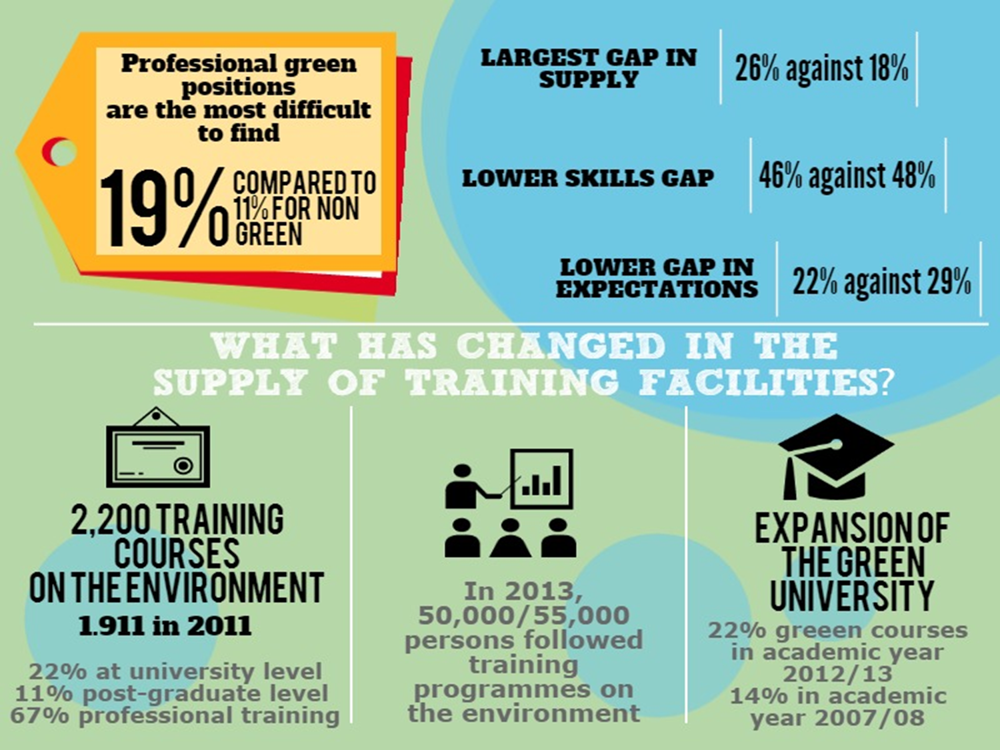 Professional green
positions
are the most difficult
to find
19% COMPARED TO
11% FOR NON
GREEN
LARGEST GAP IN
SUPPLY
26% against 18%
LOWER SKILLS GAP
46% against 48%
LOWER GAP IN
EXPECTATIONS
22% against 29%
WHAT HAS CHANGED IN THE
SUPPLY OF TRAINING FACILITIES?
2,200 TRAINING
COURSES
ON THE ENVIRONMENT
1.911 in 2011
22% at university level
11% post-graduate level
67% professional training
In 2013,
50,000/55,000
persons followed
training
programmes on
the environment
EXPANSION OF
THE GREEN
UNIVERSITY
22% greeen courses
in academic year
2012/13
14% in academic
year 2007/08